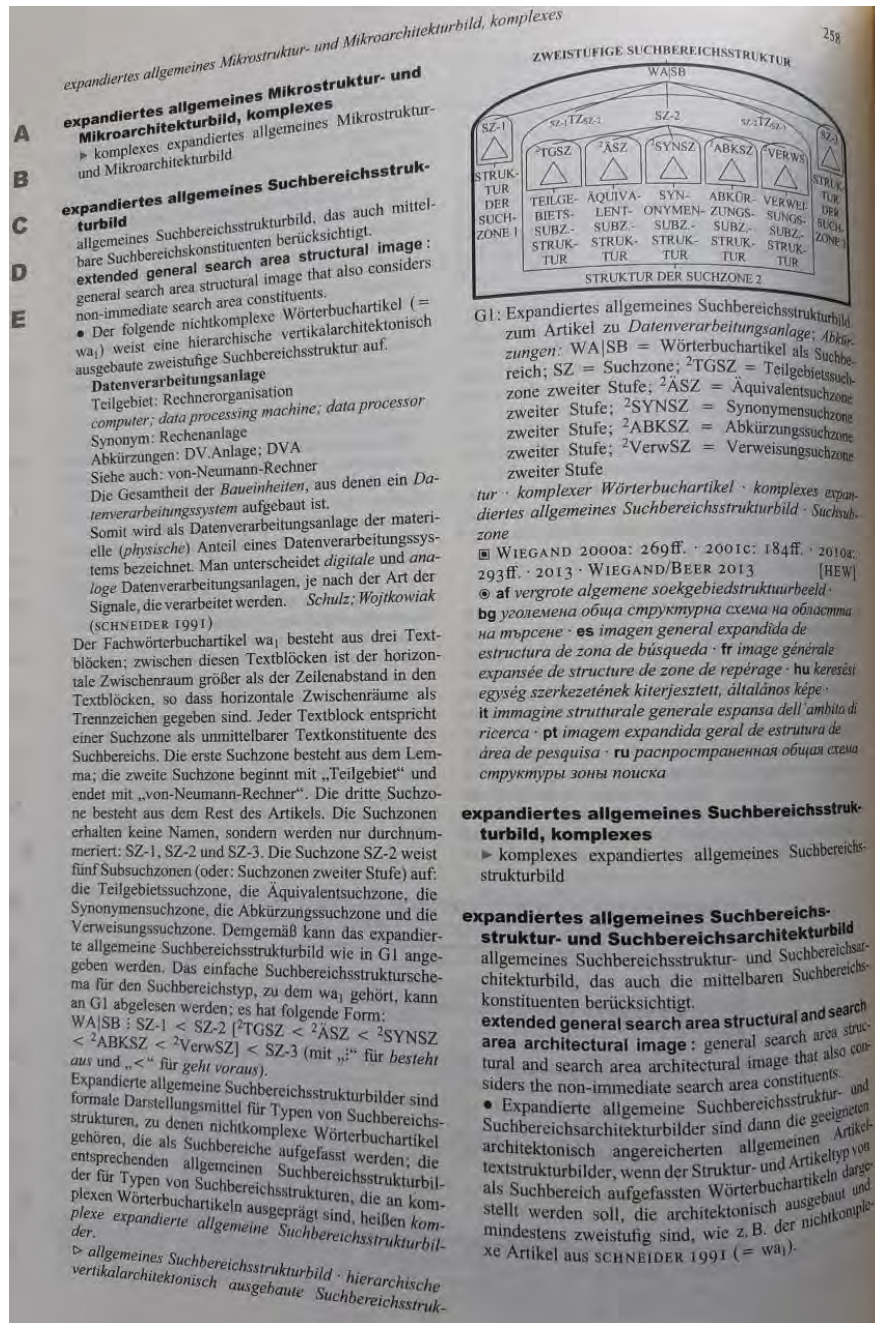 expandiertes allgemeines Mikrostruktur- und Mikroarchitekturbild, komplexes
258
A
B
C
D
E
expandiertes allgemeines Mikrostruktur- und
Mikroarchitekturbild, komplexes
► komplexes expandiertes allgemeines Mikrostruktur-
und Mikroarchitekturbild
expandiertes allgemeines Suchbereichsstruk-
turbild
allgemeines Suchbereichsstrukturbild, das auch mittel-
bare Suchbereichskonstituenten berücksichtigt.
extended general search area structural image :
general search area structural image that also considers
non-immediate search area constituents.
● Der folgende nichtkomplexe Wörterbuchartikel (=
wa₁) weist eine hierarchische vertikalarchitektonisch
ausgebaute zweistufige Suchbereichsstruktur auf.
Datenverarbeitungsanlage
Teilgebiet: Rechnerorganisation
computer; data processing machine; data processor
Synonym: Rechenanlage
Abkürzungen: DV.Anlage; DVA
Siehe auch: von-Neumann-Rechner
Die Gesamtheit der Baueinheiten, aus denen ein Da-
tenverarbeitungssystem aufgebaut ist.
Somit wird als Datenverarbeitungsanlage der materi-
elle (physische) Anteil eines Datenverarbeitungssys-
tems bezeichnet. Man unterscheidet digitale und ana-
loge Datenverarbeitungsanlagen, je nach der Art der
Signale, die verarbeitet werden. Schulz; Wojtkowiak
(SCHNEIDER 1991)
Der Fachwörterbuchartikel wa₁ besteht aus drei Text-
blöcken; zwischen diesen Textblöcken ist der horizon-
tale Zwischenraum größer als der Zeilenabstand in den
Textblöcken, so dass horizontale Zwischenräume als
Trennzeichen gegeben sind. Jeder Textblock entspricht
einer Suchzone als unmittelbarer Textkonstituente des
Suchbereichs. Die erste Suchzone besteht aus dem Lem-
ma; die zweite Suchzone beginnt mit „Teilgebiet“ und
endet mit „von-Neumann-Rechner“. Die dritte Suchzo-
ne besteht aus dem Rest des Artikels. Die Suchzonen
erhalten keine Namen, sondern werden nur durchnum-
meriert: SZ-1, SZ-2 und SZ-3. Die Suchzone SZ-2 weist
fünf Subsuchzonen (oder: Suchzonen zweiter Stufe) auf:
die Teilgebietssuchzone, die Äquivalentsuchzone, die
Synonymensuchzone, die Abkürzungssuchzone und die
Verweisungssuchzone. Demgemäß kann das expandier-
te allgemeine Suchbereichsstrukturbild wie in G1 ange-
geben werden. Das einfache Suchbereichsstruktursche-
ma für den Suchbereichstyp, zu dem wa₁ gehört, kann
an G1 abgelesen werden; es hat folgende Form:
WA|SB ⋮ SZ-1 < SZ-2 [²TGSZ < ²ÄSZ < ²SYNSZ
< ²ABKSZ < ²VerwSZ] < SZ-3 (mit „⋮“ für besteht
aus und „<“ für geht voraus).
Expandierte allgemeine Suchbereichsstrukturbilder sind
formale Darstellungsmittel für Typen von Suchbereichs-
strukturen, zu denen nichtkomplexe Wörterbuchartikel
gehören, die als Suchbereiche aufgefasst werden; die
entsprechenden allgemeinen Suchbereichsstrukturbil-
der für Typen von Suchbereichsstrukturen, die an kom-
plexen Wörterbuchartikeln ausgeprägt sind, heißen kom-
plexe expandierte allgemeine Suchbereichsstrukturbil-
der.
▷ allgemeines Suchbereichsstrukturbild · hierarchische
vertikalarchitektonisch ausgebaute Suchbereichsstruk-
ZWEISTUFIGE SUCHBEREICHSSTRUKTUR
WA|SB
SZ-1
SZ-1TZSZ-2
SZ-2
SZ-2TZSZ-3
SZ-3
²TGSZ
²ÄSZ
²SYNSZ
²ABKSZ
²VERWS
STRUK-
TUR
DER
SUCH-
ZONE 1
TEILGE-
BIETS-
SUBZ.-
STRUK-
TUR
ÄQUIVA-
LENT-
SUBZ.-
STRUK-
TUR
SYN-
ONYMEN-
SUBZ.-
STRUK-
TUR
ABKÜR-
ZUNGS-
SUBZ.-
STRUK-
TUR
VERWEI-
SUNGS-
SUBZ.-
STRUK-
TUR
STRUK-
TUR
DER
SUCH-
ZONE 3
STRUKTUR DER SUCHZONE 2
G1: Expandiertes allgemeines Suchbereichsstrukturbild
zum Artikel zu Datenverarbeitungsanlage; Abkür-
zungen: WA|SB = Wörterbuchartikel als Suchbe-
reich; SZ = Suchzone; ²TGSZ = Teilgebietssuch-
zone zweiter Stufe; ²ÄSZ = Äquivalentsuchzone
zweiter Stufe; ²SYNSZ = Synonymensuchzone
zweiter Stufe; ²ABKSZ = Abkürzungssuchzone
zweiter Stufe; ²VerwSZ = Verweisungsuchzone
zweiter Stufe
tur · komplexer Wörterbuchartikel · komplexes expan-
diertes allgemeines Suchbereichsstrukturbild · Suchsub-
zone
▣ WIEGAND 2000a: 269ff. · 2001c: 184ff. · 2010a:
293ff. · 2013 · WIEGAND/BEER 2013 [HEW]
◉ af vergrote algemene soekgebiedstruktuurbeeld ·
bg уголемена обща структурна схема на областта
на търсене · es imagen general expandida de
estructura de zona de búsqueda · fr image générale
expansée de structure de zone de repérage · hu keresési
egység szerkezetének kiterjesztett, általános képe ·
it immagine strutturale generale espansa dell'ambito di
ricerca · pt imagem expandida geral de estrutura de
área de pesquisa · ru распространенная общая схема
структуры зоны поиска
expandiertes allgemeines Suchbereichsstruk-
turbild, komplexes
► komplexes expandiertes allgemeines Suchbereichs-
strukturbild
expandiertes allgemeines Suchbereichs-
struktur- und Suchbereichsarchitekturbild
allgemeines Suchbereichsstruktur- und Suchbereichsar-
chitekturbild, das auch die mittelbaren Suchbereichs-
konstituenten berücksichtigt.
extended general search area structural and search
area architectural image : general search area struc-
tural and search area architectural image that also con-
siders the non-immediate search area constituents.
● Expandierte allgemeine Suchbereichsstruktur- und
Suchbereichsarchitekturbilder sind dann die geeigneten
architektonisch angereicherten allgemeinen Artikel-
textstrukturbilder, wenn der Struktur- und Artikeltyp von
als Suchbereich aufgefassten Wörterbuchartikeln darge-
stellt werden soll, die architektonisch ausgebaut und
mindestens zweistufig sind, wie z. B. der nichtkomple-
xe Artikel aus SCHNEIDER 1991 (= wa₁).